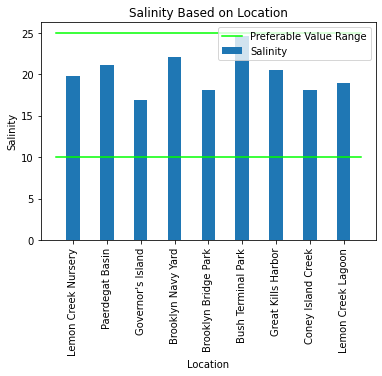 Salinity Based on Location
Preferable Value Range
Salinity
25
20
15
10
5
0
Salinity
Lemon Creek Nursery
Paerdegat Basin
Governor's Island
Brooklyn Navy Yard
Brooklyn Bridge Park
Bush Terminal Park
Great Kills Harbor
Coney Island Creek
Lemon Creek Lagoon
Location